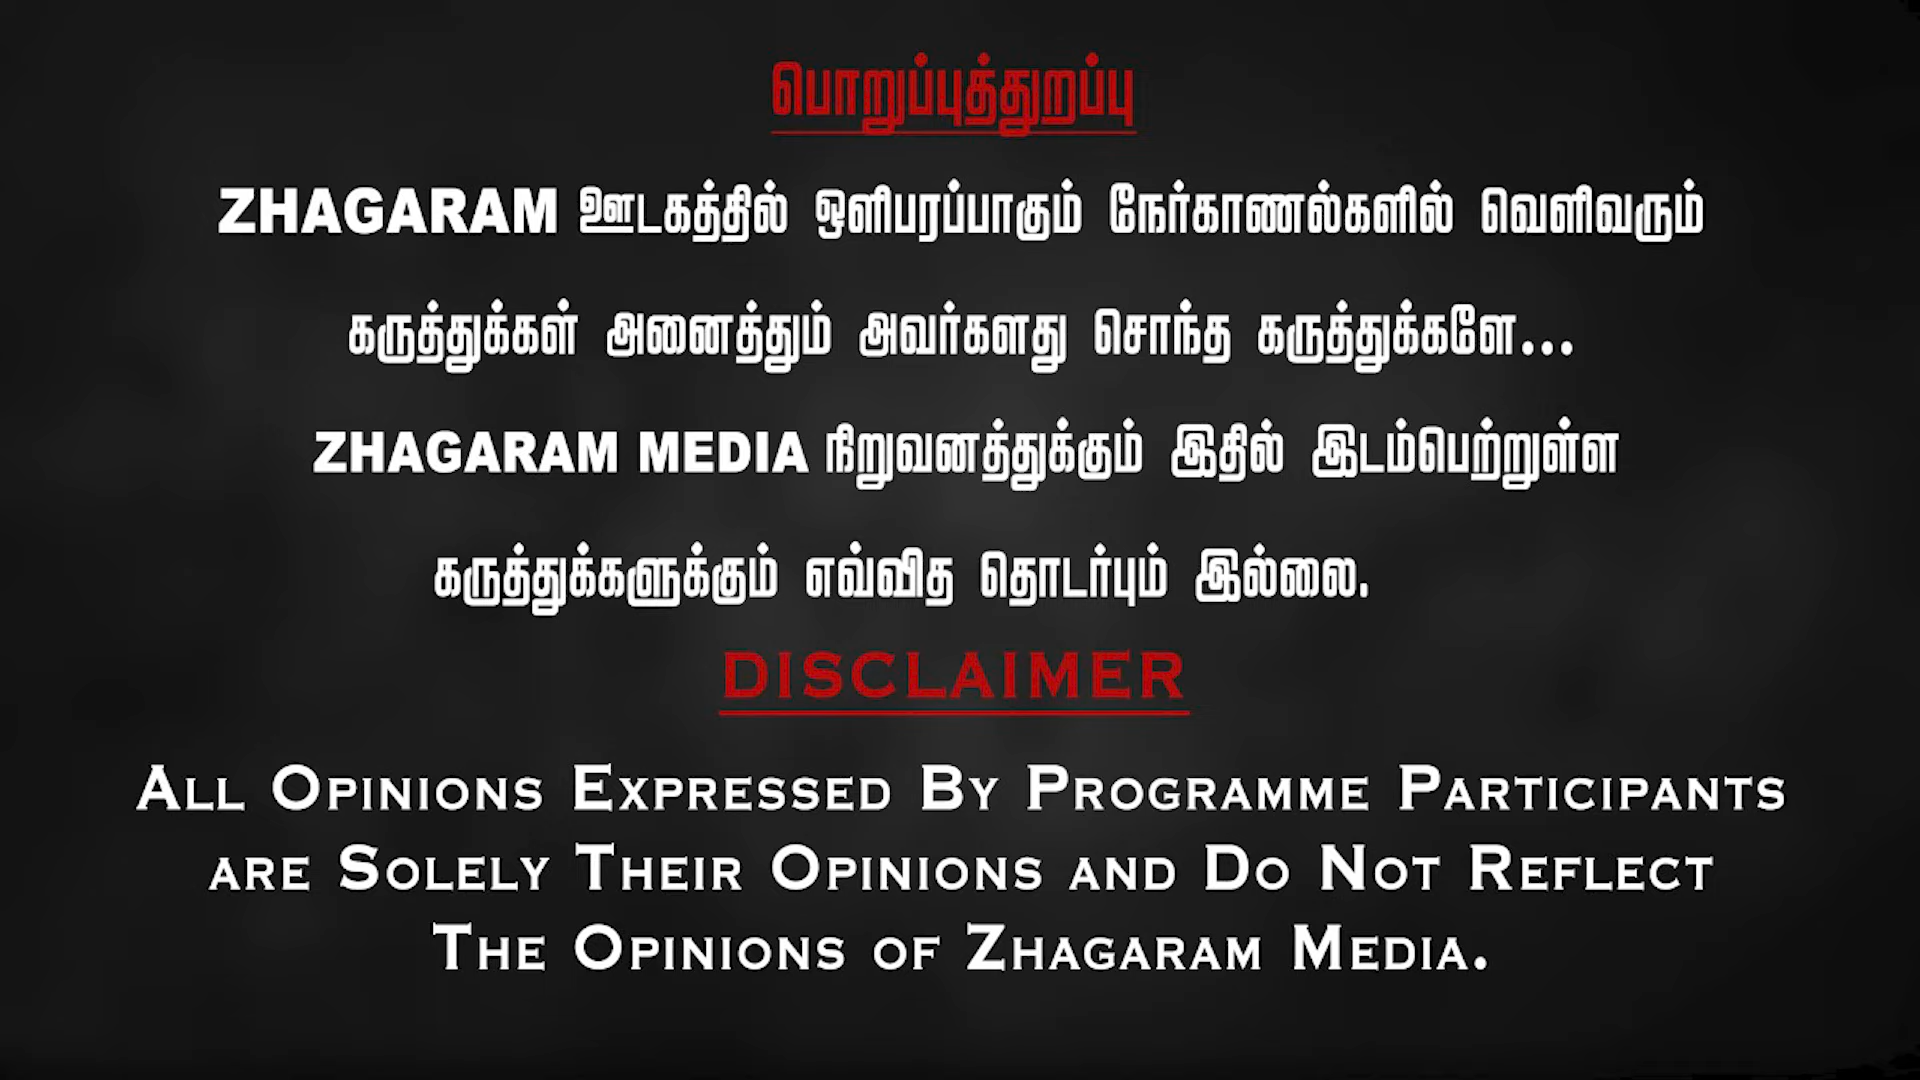 பொறுப்புத்துறப்பு
ZHAGARAM ஊடகத்தில் ஒளிபரப்பாகும் நேர்காணல்களில் வெளிவரும்
கருத்துக்கள் அனைத்தும் அவர்களது சொந்த கருத்துக்களே...
ZHAGARAM MEDIA நிறுவனத்துக்கும் இதில் இடம்பெற்றுள்ள
கருத்துக்களுக்கும் எவ்வித தொடர்பும் இல்லை.
DISCLAIMER
ALL OPINIONS EXPRESSED BY PROGRAMME PARTICIPANTS
ARE SOLELY THEIR OPINIONS AND DO NOT REFLECT
THE OPINIONS OF ZHAGARAM MEDIA.